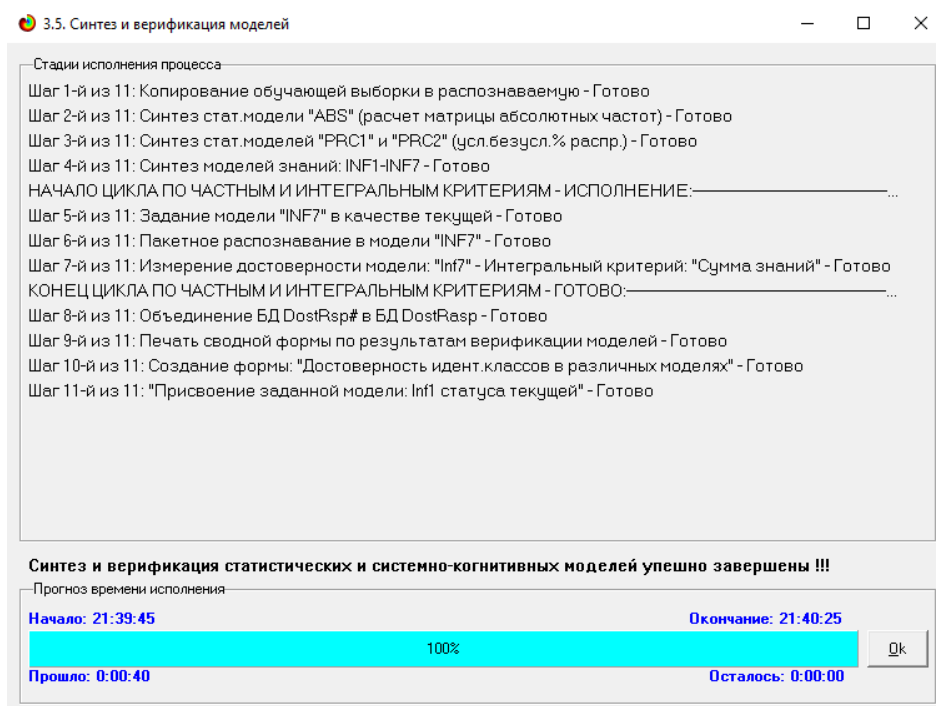 3.5. Синтез и верификация моделей
Стадии исполнения процесса
Шаг 1-й из 11: Копирование обучающей выборки в распознаваемую - Готово
Шаг 2-й из 11: Синтез стат.модели "ABS" (расчет матрицы абсолютных частот) - Готово
Шаг 3-й из 11: Синтез стат.моделей "PRC1" и "PRC2" (усл.безусл.% распр.) - Готово
Шаг 4-й из 11: Синтез моделей знаний: INF1-INF7 - Готово
НАЧАЛО ЦИКЛА ПО ЧАСТНЫМ И ИНТЕГРАЛЬНЫМ КРИТЕРИЯМ - ИСПОЛНЕНИЕ:——————————...
Шаг 5-й из 11: Задание модели "INF7" в качестве текущей - Готово
Шаг 6-й из 11: Пакетное распознавание в модели "INF7" - Готово
Шаг 7-й из 11: Измерение достоверности модели: "Inf7" - Интегральный критерий: "Сумма знаний" - Готово
КОНЕЦ ЦИКЛА ПО ЧАСТНЫМ И ИНТЕГРАЛЬНЫМ КРИТЕРИЯМ - ГОТОВО:——————————...
Шаг 8-й из 11: Объединение БД DostRsp# в БД DostRasp - Готово
Шаг 9-й из 11: Печать сводной формы по результатам верификации моделей - Готово
Шаг 10-й из 11: Создание формы: "Достоверность идент.классов в различных моделях" - Готово
Шаг 11-й из 11: "Присвоение заданной модели: Inf1 статуса текущей" - Готово
Синтез и верификация статистических и системно-когнитивных моделей упешно завершены !!!
Прогноз времени исполнения
Начало: 21:39:45 Окончание: 21:40:25
100% Ok
Прошло: 0:00:40 Осталось: 0:00:00